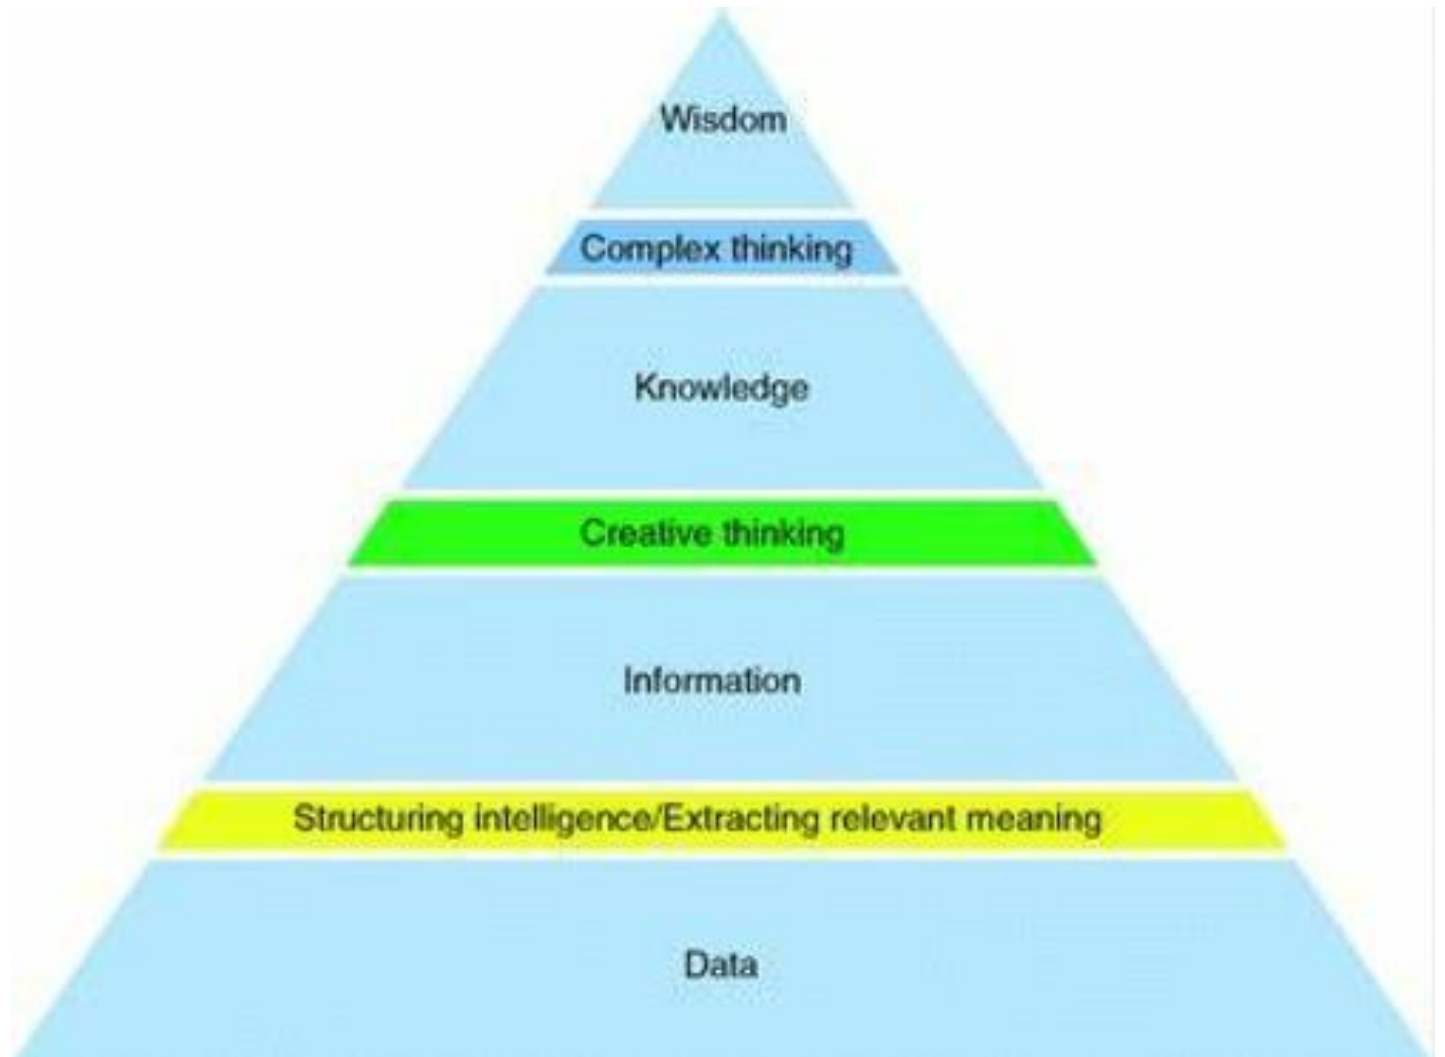 Wisdom
Complex thinking
Knowledge
Creative thinking
Information
Structuring intelligence/Extracting relevant meaning
Data